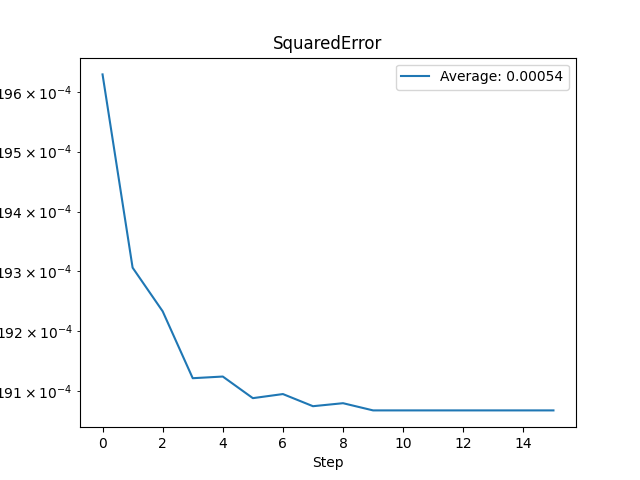 SquaredError
Average: 0.00054
196 × 10⁻⁴
195 × 10⁻⁴
194 × 10⁻⁴
193 × 10⁻⁴
192 × 10⁻⁴
191 × 10⁻⁴
0 2 4 6 8 10 12 14
Step